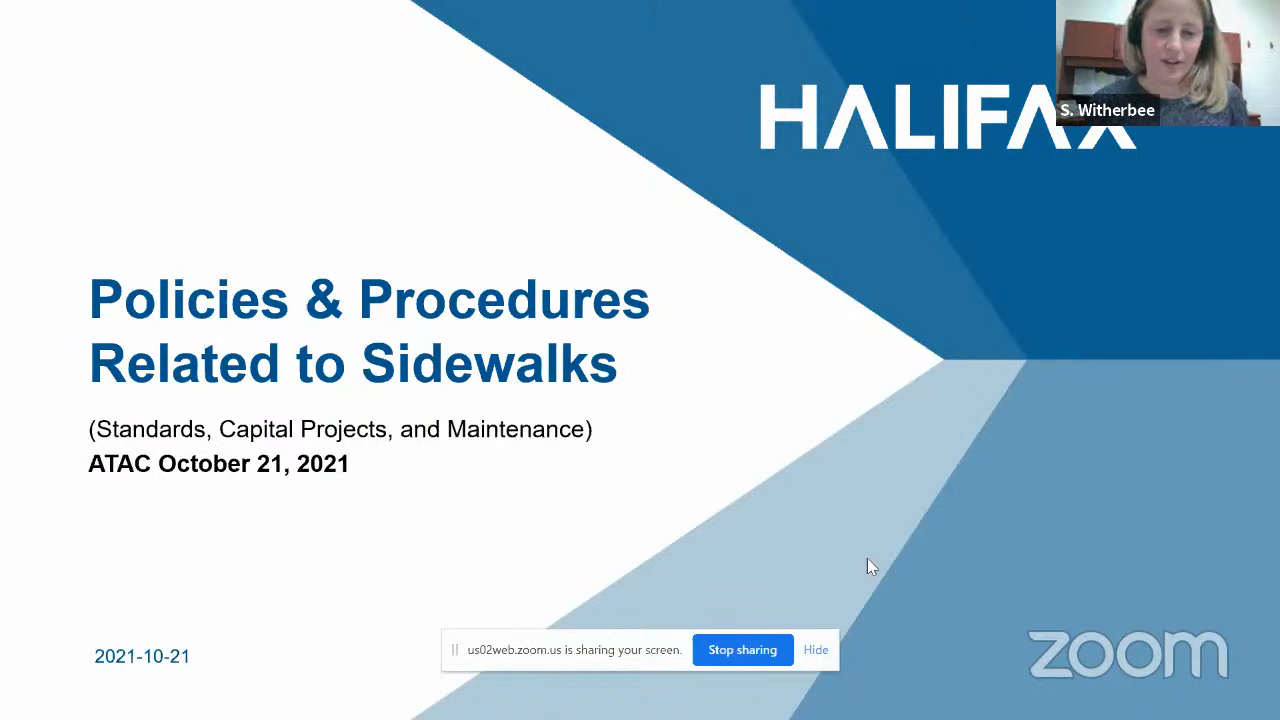 HALIFAX
S. Witherbee
Policies & Procedures
Related to Sidewalks
(Standards, Capital Projects, and Maintenance)
ATAC October 21, 2021
2021-10-21
us02web.zoom.us is sharing your screen.
Stop sharing
Hide
zoom